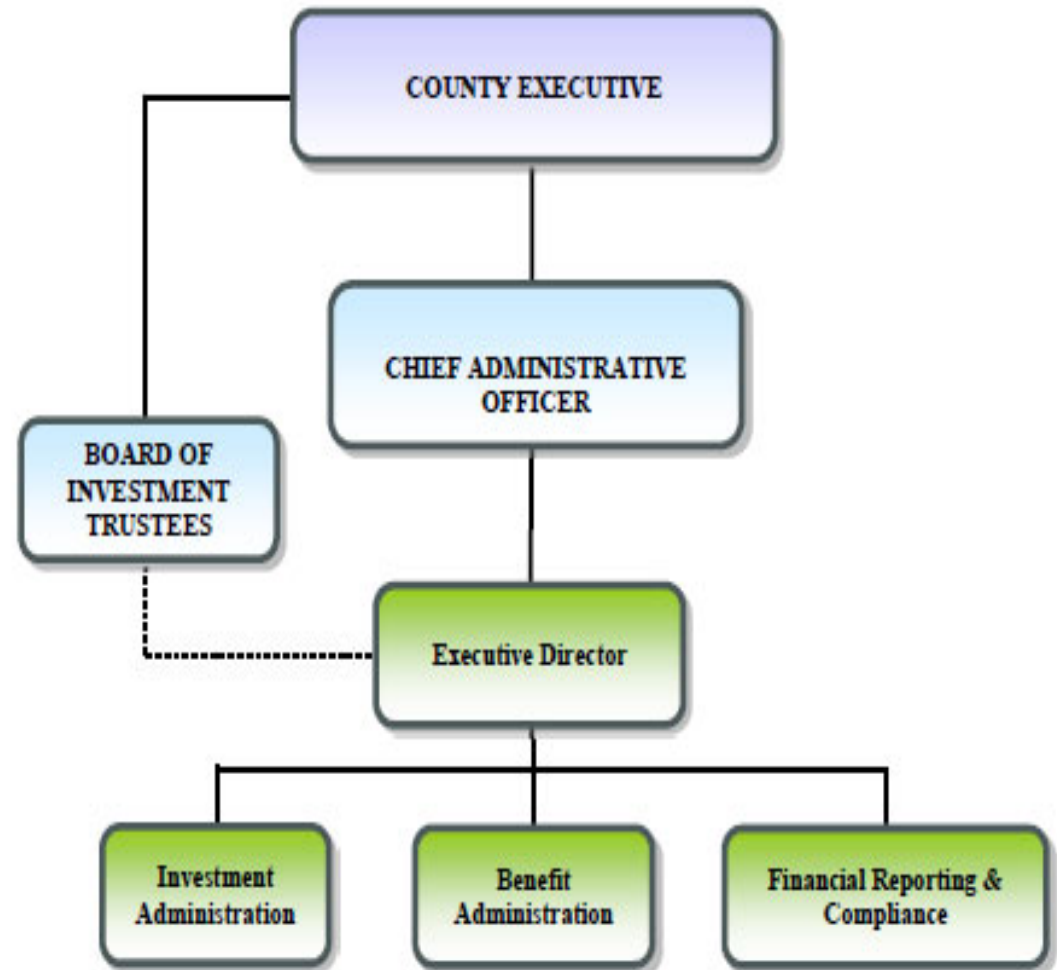 COUNTY EXECUTIVE
CHIEF ADMINISTRATIVE
OFFICER
BOARD OF
INVESTMENT
TRUSTEES
Executive Director
Investment
Administration
Benefit
Administration
Financial Reporting &
Compliance